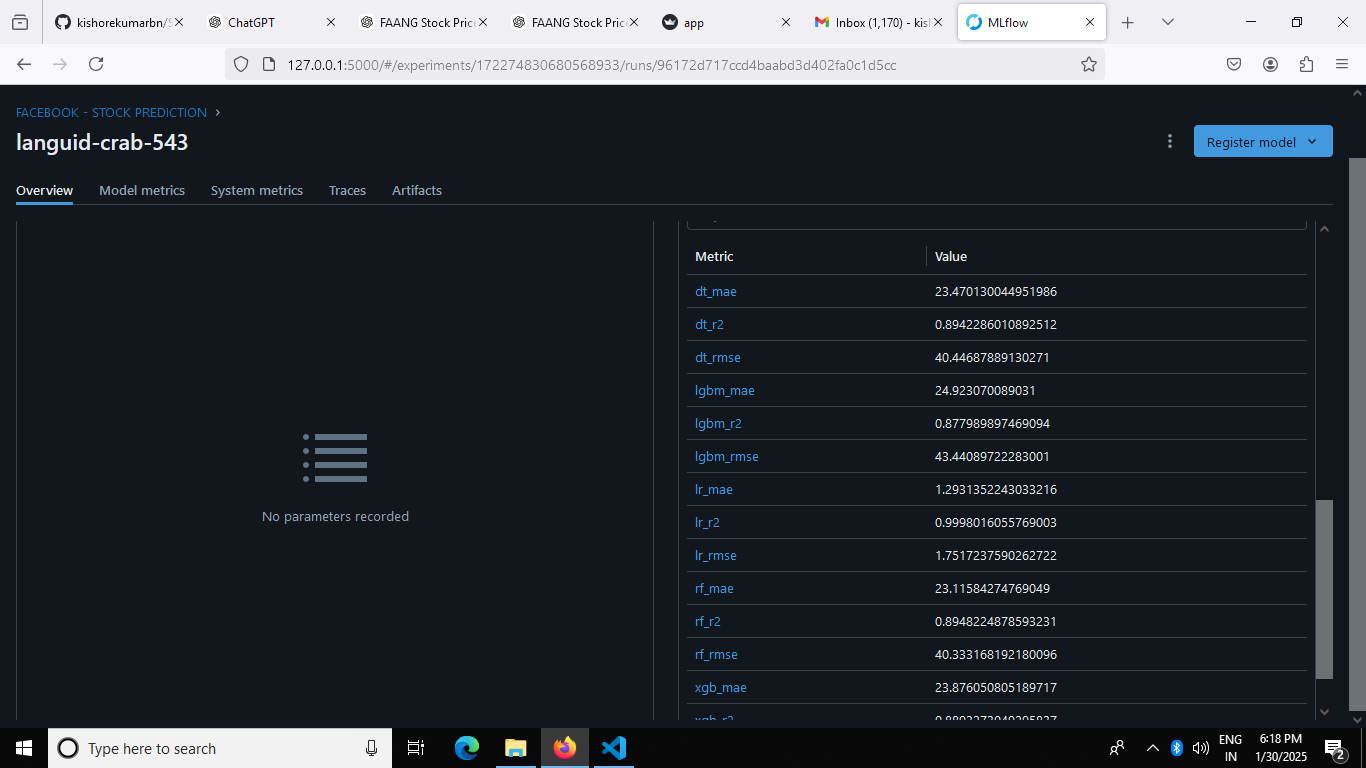 kishorekumarbn/S
ChatGPT
FAANG Stock Pric
FAANG Stock Pric
app
Inbox (1,170) - kis
MLflow
127.0.0.1:5000/#/experiments/172274830680568933/runs/96172d717ccd4baabd3d402fa0c1d5cc
FACEBOOK - STOCK PREDICTION
languid-crab-543
Register model
Overview Model metrics System metrics Traces Artifacts
No parameters recorded
Metric Value
dt_mae 23.470130044951986
dt_r2 0.8942286010892512
dt_rmse 40.44687889130271
lgbm_mae 24.923070089031
lgbm_r2 0.877989897469094
lgbm_rmse 43.44089722283001
lr_mae 1.2931352243033216
lr_r2 0.9998016055769003
lr_rmse 1.7517237590262722
rf_mae 23.11584274769049
rf_r2 0.8948224878593231
rf_rmse 40.333168192180096
xgb_mae 23.876050805189717
Type here to search
ENG
IN
6:18 PM
1/30/2025
2